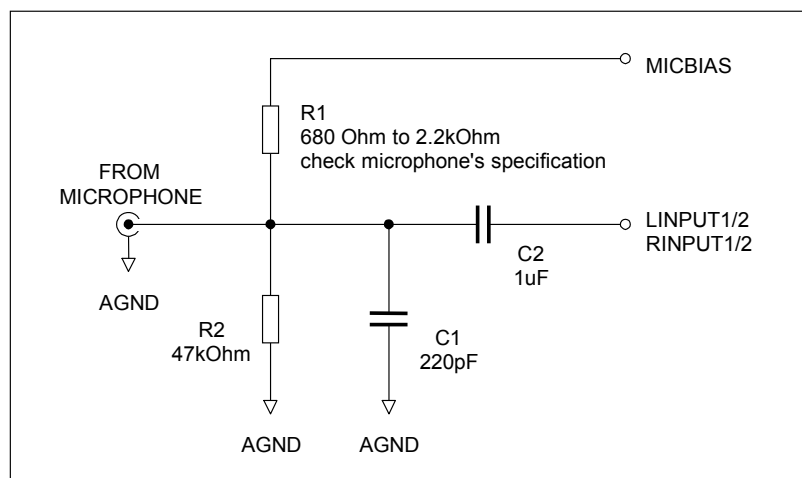 MICBIAS
R1
680 Ohm to 2.2kOhm
check microphone's specification
FROM
MICROPHONE
LINPUT1/2
RINPUT1/2
C2
1uF
AGND
R2
47kOhm
C1
220pF
AGND
AGND